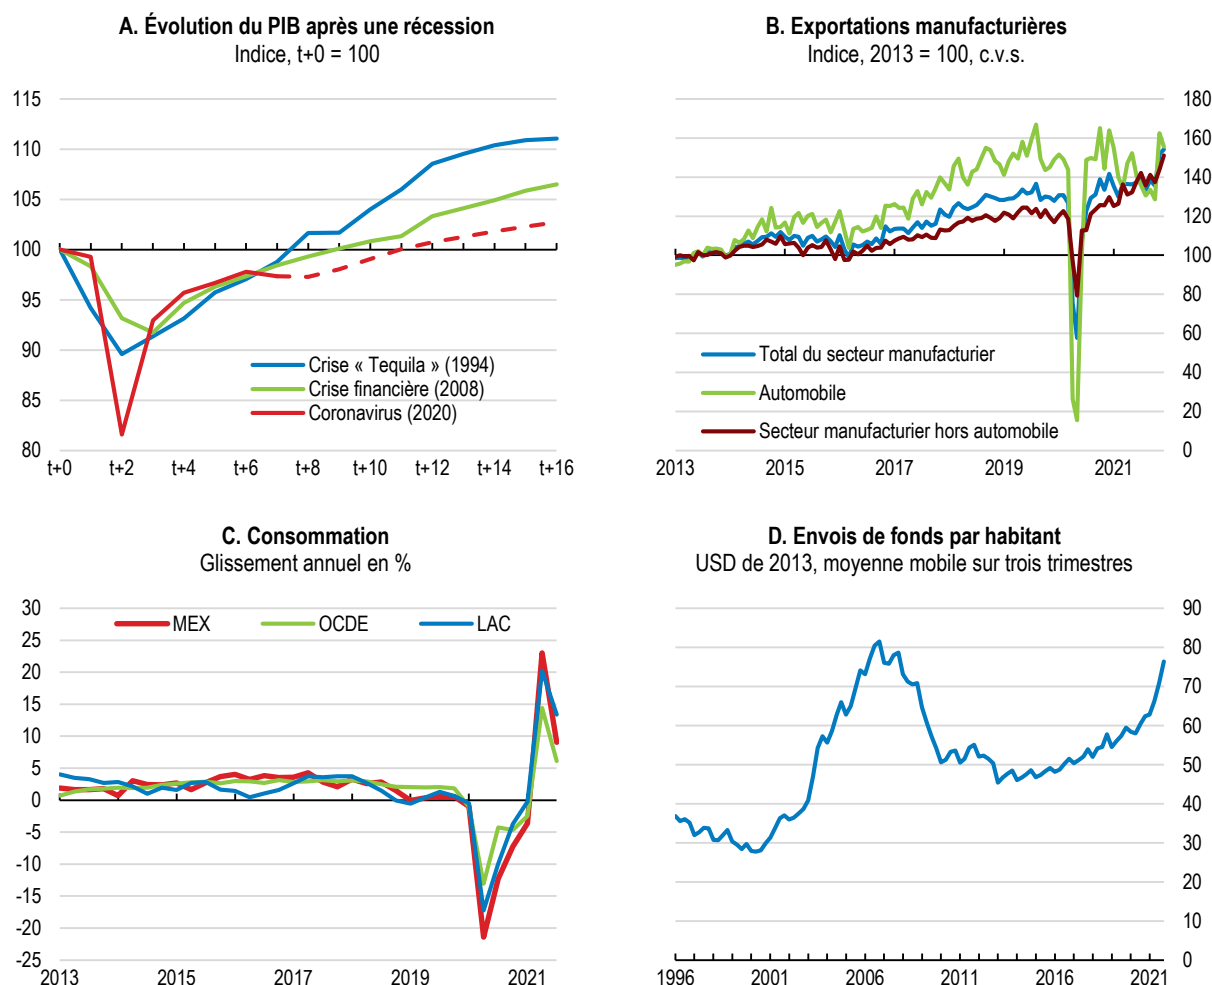 A. Évolution du PIB après une récession
Indice, t+0 = 100
115
110
105
100
95
90
85
80
t+0 t+2 t+4 t+6 t+8 t+10 t+12 t+14 t+16
Crise « Tequila » (1994)
Crise financière (2008)
Coronavirus (2020)
B. Exportations manufacturières
Indice, 2013 = 100, c.v.s.
180
160
140
120
100
80
60
40
20
0
2013 2015 2017 2019 2021
Total du secteur manufacturier
Automobile
Secteur manufacturier hors automobile
C. Consommation
Glissement annuel en %
30
25
20
15
10
5
0
-5
-10
-15
-20
-25
2013 2015 2017 2019 2021
MEX OCDE LAC
D. Envois de fonds par habitant
USD de 2013, moyenne mobile sur trois trimestres
90
80
70
60
50
40
30
20
10
0
1996 2001 2006 2011 2016 2021